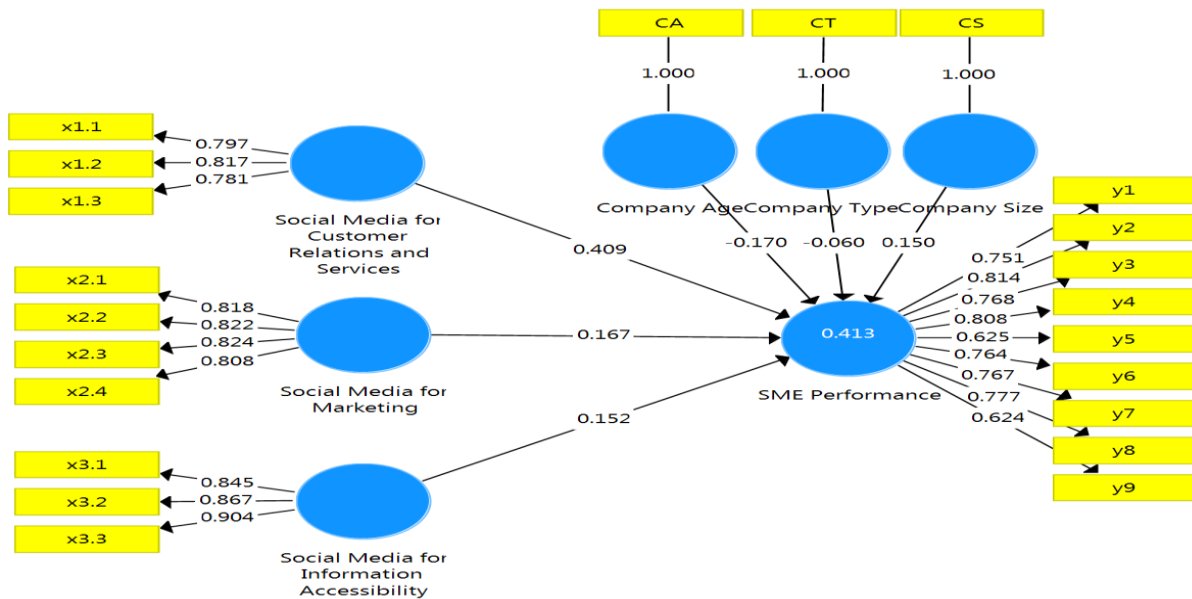 CA
CT
CS
1.000
1.000
1.000
x1.1
x1.2
x1.3
0.797
0.817
0.781
Social Media for
Customer
Relations and
Services
Company Age
Company Type
Company Size
-0.170
-0.060
0.150
0.409
x2.1
x2.2
x2.3
x2.4
0.818
0.822
0.824
0.808
Social Media for
Marketing
0.167
0.413
SME Performance
x3.1
x3.2
x3.3
0.845
0.867
0.904
Social Media for
Information
Accessibility
0.152
0.751
0.814
0.768
0.808
0.625
0.764
0.767
0.777
0.624
y1
y2
y3
y4
y5
y6
y7
y8
y9